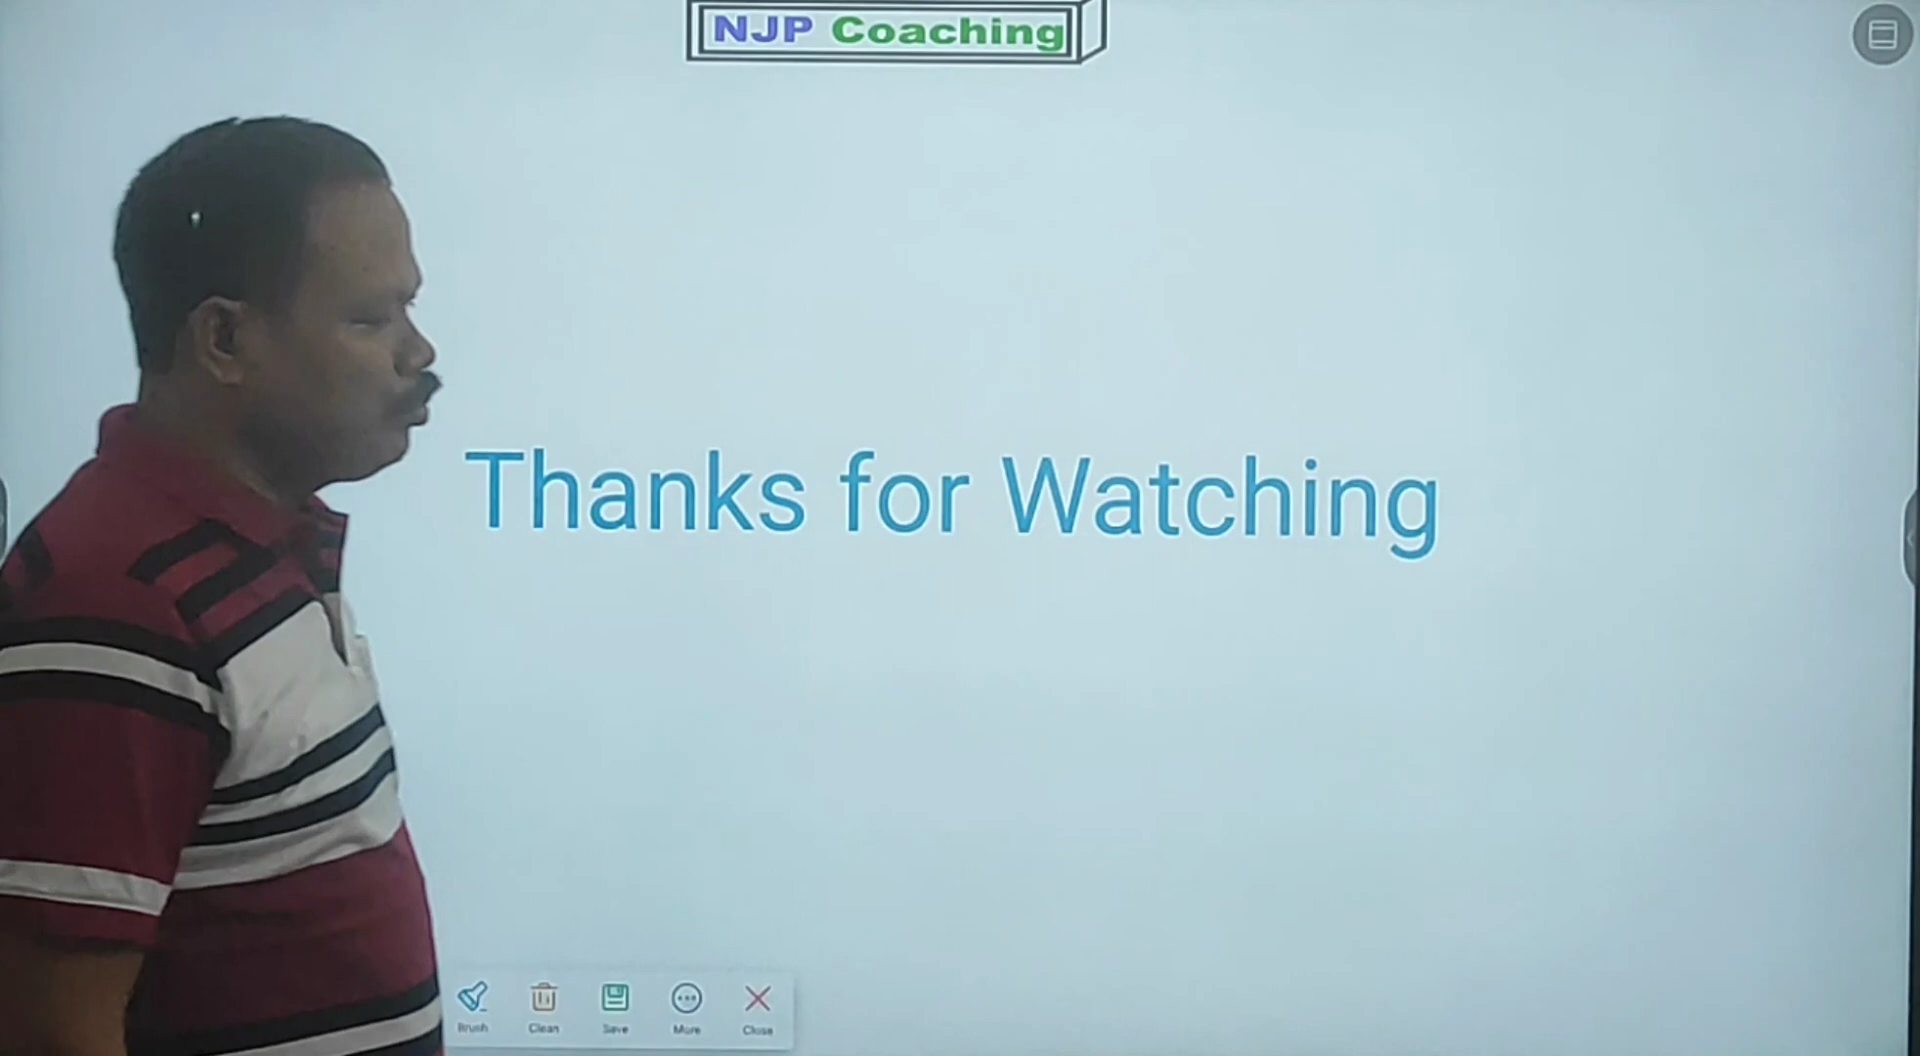 NJP Coaching
Thanks for Watching
Brush
Clean
Save
More
Close